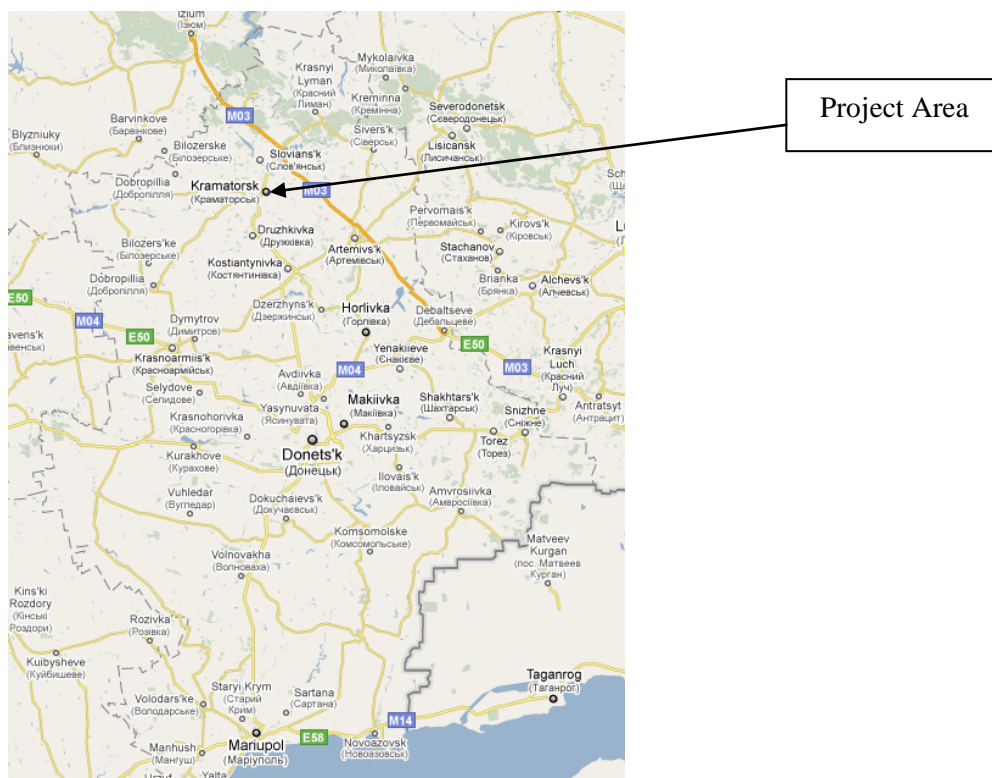 Izium
(Ізюм)
Mykolaivka
(Миколаївка)
Krasnyi
Lyman
(Красний
Лиман)
Kreminna
(Кремінна)
Project Area
M03
Severodonetsk
(Сєверодонецьк)
Barvinkove
(Барвінкове)
Blyzniuky
(Близнюки)
Sivers'k
(Сіверськ)
Bilozerske
(Білозерське)
Lisicansk
(Лисичанськ)
Slovians'k
(Слов'янськ)
Dobropillia
(Добропілля)
Kramatorsk
(Краматорськ)
M03
Pervomais'k
(Первомайськ)
Kirovs'k
(Кіровськ)
Druzhkivka
(Дружківка)
Bilozers'ke
(Білозерське)
Artemivs'k
(Артемівськ)
Stachanov
(Стаханов)
Kostiantynivka
(Костянтинівка)
Dobropillia
(Добропілля)
Brianka
(Брянка)
Alchevs'k
(Алчевськ)
E50
Dzerzhyns'k
(Дзержинськ)
Horlivka
(Горлівка)
Debaltseve
(Дебальцеве)
M04
Dymytrov
(Димитров)
E50
E50
Krasnoarmiis'k
(Красноармійськ)
Yenakiieve
(Єнакієве)
M03
Krasnyi
Luch
(Красний
Луч)
M04
Avdiivka
(Авдіївка)
Selydove
(Селидове)
Yasynuvata
(Ясинувата)
Makiivka
(Макіївка)
Shakhtars'k
(Шахтарськ)
Snizhne
(Сніжне)
Antratsyt
(Антрацит)
Krasnohorivka
(Красногорівка)
Khartsyzsk
(Харцизьк)
Torez
(Торез)
Donets'k
(Донецьк)
Kurakhove
(Курахове)
Ilovais'k
(Іловайськ)
Vuhledar
(Вугледар)
Dokuchaievs'k
(Докучаєвськ)
Amvrosiivka
(Амвросіївка)
Komsomolske
(Комсомольське)
Matveev
Kurgan
(пос. Матвеев
Курган)
Volnovakha
(Волноваха)
Kins'ki
Rozdory
(Кінські
Роздори)
Rozivka
(Розівка)
Kuibysheve
(Куйбишеве)
Taganrog
(Таганрог)
Volodars'ke
(Володарське)
Staryi Krym
(Старий
Крим)
Sartana
(Сартана)
M14
E58
Mariupol
(Маріуполь)
Novoazovsk
(Новоазовськ)
Manhush
(Мангуш)
Yalta